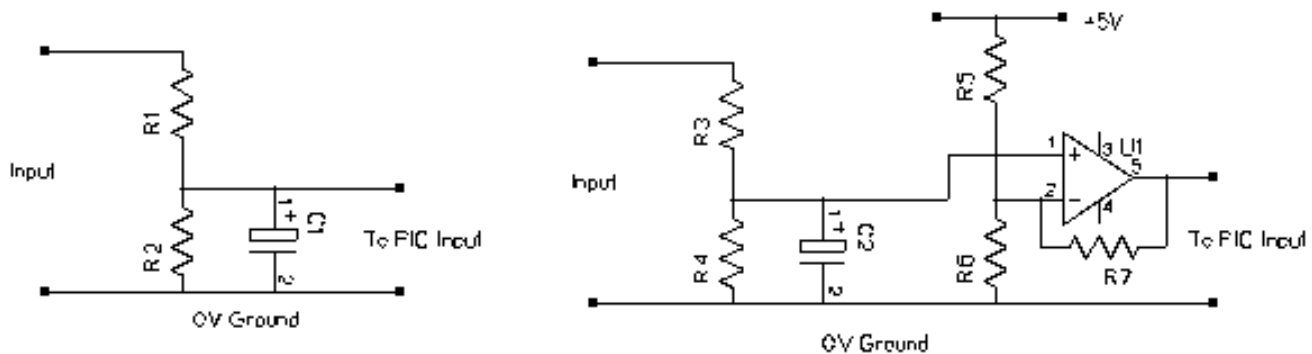 R1
Input
R2
1
+
C1
2
To PIC Input
0V Ground
+5V
R5
R3
1
+
3
U1
5
2
-
4
Input
R4
1
+
C2
2
R6
R7
To PIC Input
0V Ground